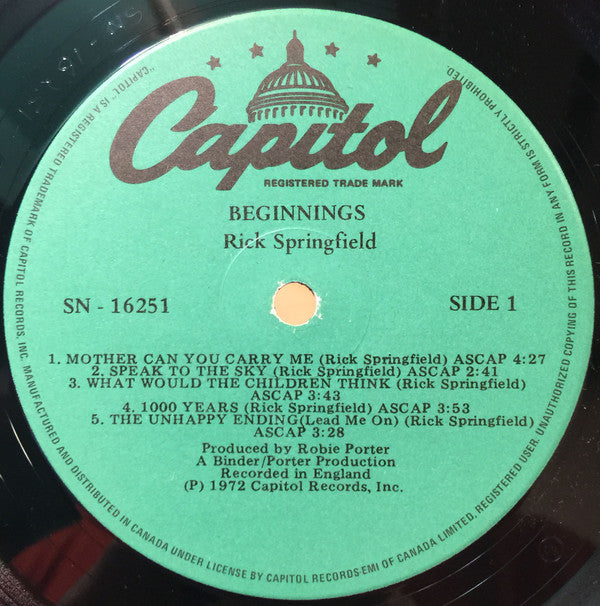 Capitol
REGISTERED TRADE MARK
BEGINNINGS
Rick Springfield
SN - 16251
SIDE 1
1. MOTHER CAN YOU CARRY ME (Rick Springfield) ASCAP 4:27
2. SPEAK TO THE SKY (Rick Springfield) ASCAP 2:41
3. WHAT WOULD THE CHILDREN THINK (Rick Springfield)
ASCAP 3:43
4. 1000 YEARS (Rick Springfield) ASCAP 3:53
5. THE UNHAPPY ENDING(Lead Me On) (Rick Springfield)
ASCAP 3:28
Produced by Robie Porter
A Binder/Porter Production
Recorded in England
(P) 1972 Capitol Records, Inc.
"CAPITOL" IS A REGISTERED TRADEMARK OF CAPITOL RECORDS, INC. MANUFACTURED AND DISTRIBUTED IN CANADA UNDER LICENSE BY CAPITOL RECORDS-EMI OF CANADA LIMITED, REGISTERED USER. UNAUTHORIZED COPYING OF THIS RECORD IN ANY FORM IS STRICTLY PROHIBITED.